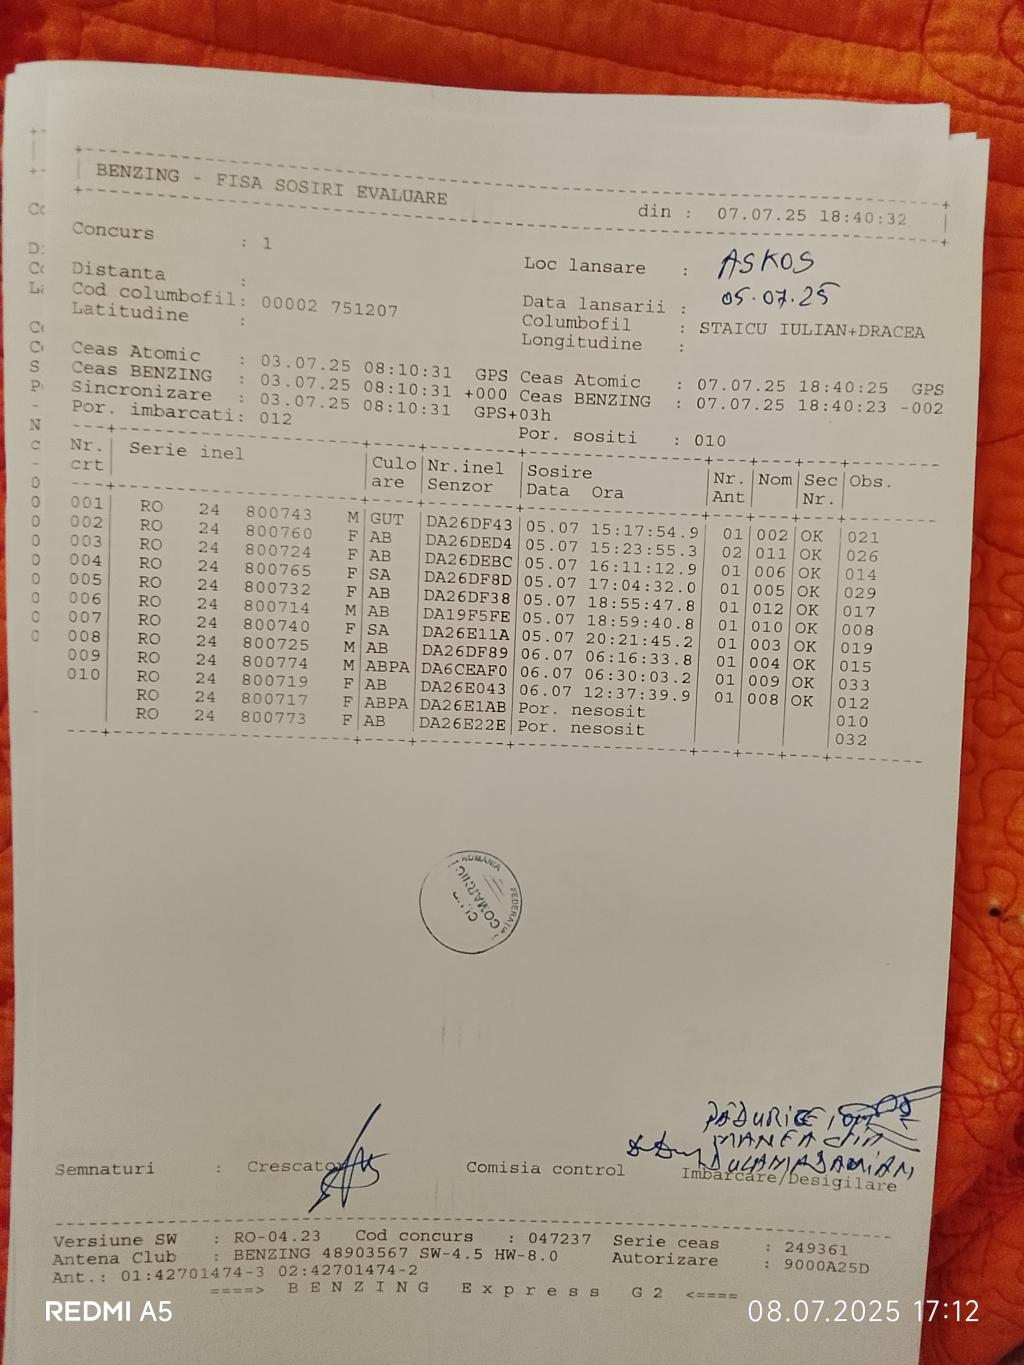 BENZING - FISA SOSIRI EVALUARE din : 07.07.25 18:40:32
Concurs : 1 Loc lansare : ASKOS
Distanta : Data lansarii : 05.07.25
Cod columbofil: 00002 751207 Columbofil : STAICU IULIAN+DRACEA
Latitudine : Longitudine :
Ceas Atomic : 03.07.25 08:10:31 GPS Ceas Atomic : 07.07.25 18:40:25 GPS
Ceas BENZING : 03.07.25 08:10:31 +000 Ceas BENZING : 07.07.25 18:40:23 -002
Sincronizare : 03.07.25 08:10:31 GPS+03h
Por. imbarcati: 012 Por. sositi : 010
Nr. Serie inel Culo Nr.inel Sosire Nr. Nom Sec Obs.
crt are Senzor Data Ora Ant Nr.
001 RO 24 800743 M GUT DA26DF43 05.07 15:17:54.9 01 002 OK 021
002 RO 24 800760 F AB DA26DED4 05.07 15:23:55.3 02 011 OK 026
003 RO 24 800724 F AB DA26DEBC 05.07 16:11:12.9 01 006 OK 014
004 RO 24 800765 F SA DA26DF8D 05.07 17:04:32.0 01 005 OK 029
005 RO 24 800732 F AB DA26DF38 05.07 18:55:47.8 01 012 OK 017
006 RO 24 800714 M AB DA19F5FE 05.07 18:59:40.8 01 010 OK 008
007 RO 24 800740 F SA DA26E11A 05.07 20:21:45.2 01 003 OK 019
008 RO 24 800725 M AB DA26DF89 06.07 06:16:33.8 01 004 OK 015
009 RO 24 800774 M ABPA DA6CEAF0 06.07 06:30:03.2 01 009 OK 033
010 RO 24 800719 F AB DA26E043 06.07 12:37:39.9 01 008 OK 012
RO 24 800717 F ABPA DA26E1AB Por. nesosit 010
RO 24 800773 F AB DA26E22E Por. nesosit 032
ROMÂNIA
FEDERAȚIA
PĂDURICE
MANEA
DULAMA DAMIAN
Semnaturi : Crescator Comisia control Imbarcare/Desigilare
Versiune SW : RO-04.23 Cod concurs : 047237 Serie ceas : 249361
Antena Club : BENZING 48903567 SW-4.5 HW-8.0 Autorizare : 9000A25D
Ant.: 01:42701474-3 02:42701474-2
====> B E N Z I N G E x p r e s s G 2 <====
REDMI A5 08.07.2025 17:12